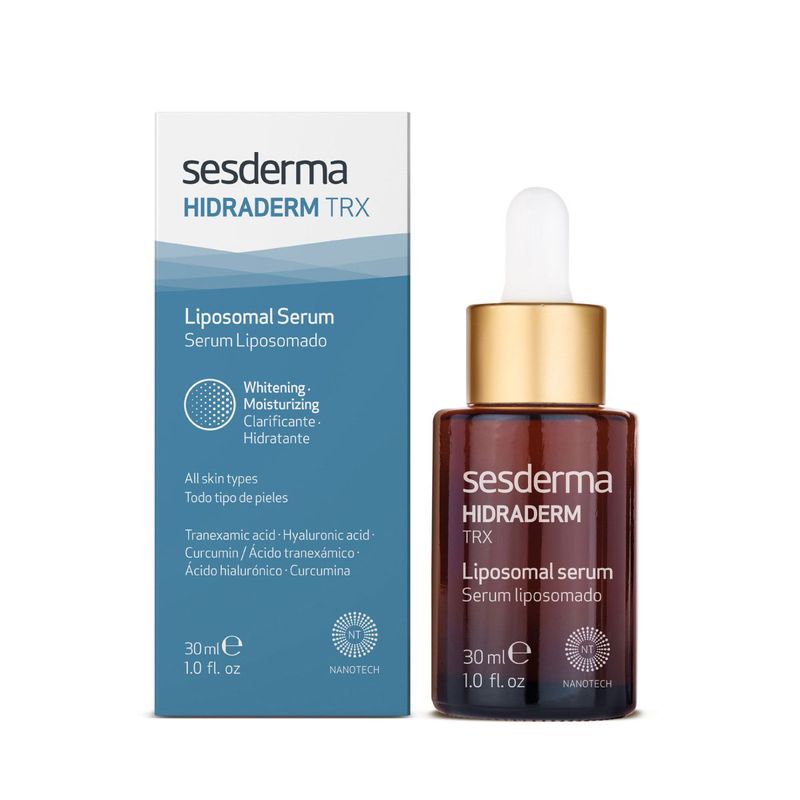 sesderma
HIDRADERM TRX
Liposomal Serum
Serum Liposomado
Whitening ·
Moisturizing
Clarificante ·
Hidratante
All skin types
Todo tipo de pieles
Tranexamic acid · Hyaluronic acid ·
Curcumin / Ácido tranexámico ·
Ácido hialurónico · Curcumina
30 ml e
1.0 fl. oz
NT
NANOTECH
sesderma
HIDRADERM
TRX
Liposomal serum
Serum liposomado
30 ml e
1.0 fl. oz
NT
NANOTECH